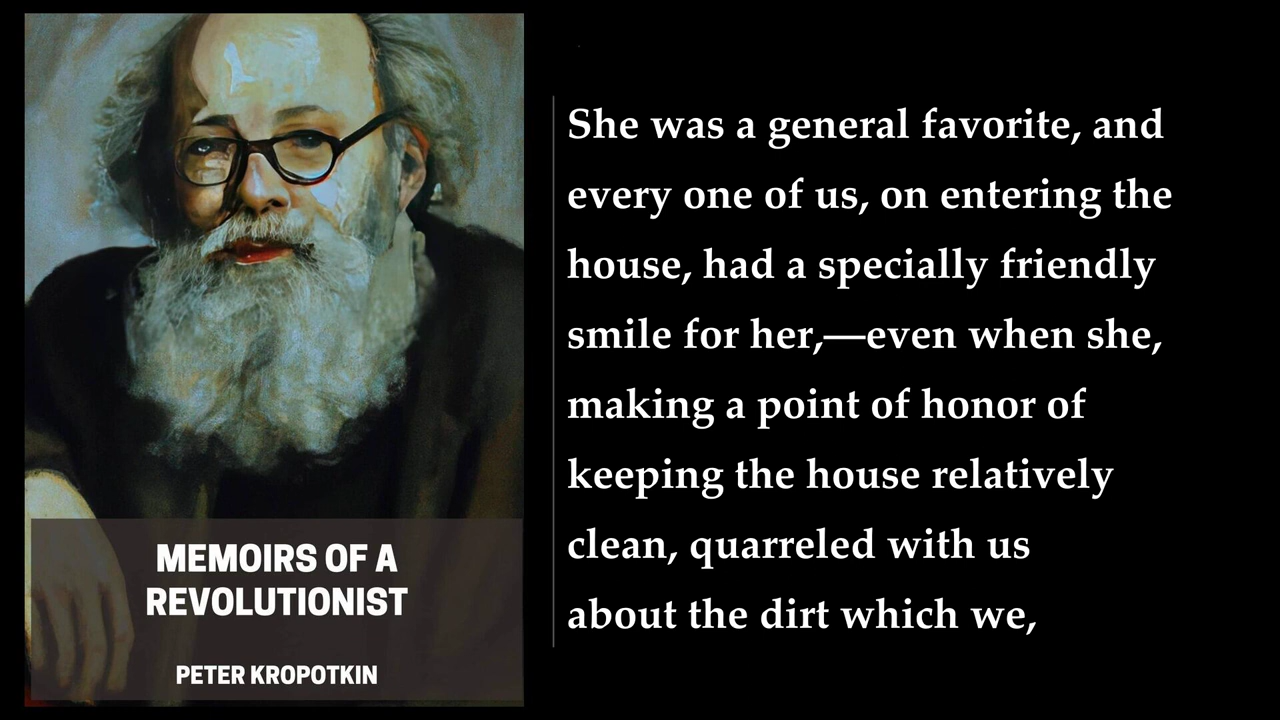 MEMOIRS OF A
REVOLUTIONIST
PETER KROPOTKIN
She was a general favorite, and
every one of us, on entering the
house, had a specially friendly
smile for her,—even when she,
making a point of honor of
keeping the house relatively
clean, quarreled with us
about the dirt which we,